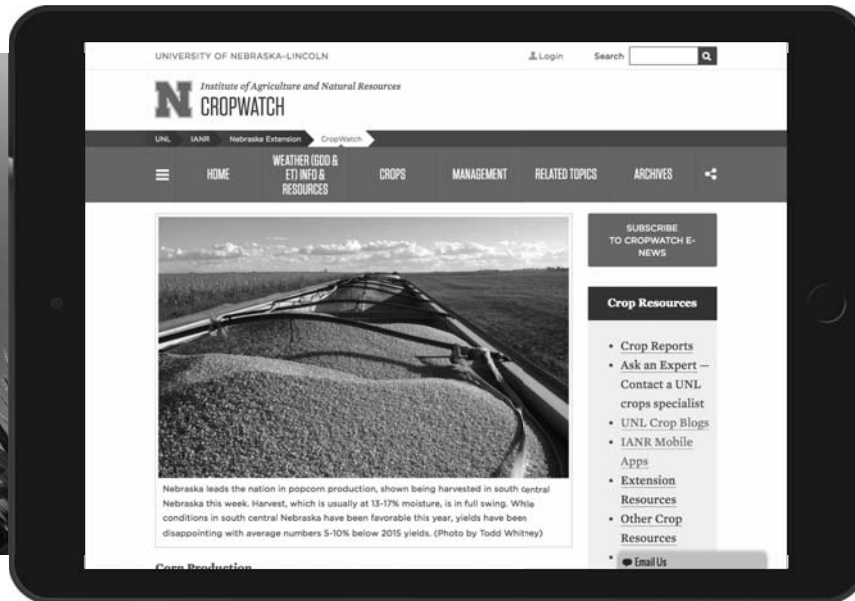 UNIVERSITY OF NEBRASKA–LINCOLN
Login
Search
N
Institute of Agriculture and Natural Resources
CROPWATCH
UNL
IANR
Nebraska Extension
CropWatch
HOME
WEATHER (GDD &
ET) INFO &
RESOURCES
CROPS
MANAGEMENT
RELATED TOPICS
ARCHIVES
SUBSCRIBE
TO CROPWATCH E-
NEWS
Nebraska leads the nation in popcorn production, shown being harvested in south central
Nebraska this week. Harvest, which is usually at 13-17% moisture, is in full swing. While
conditions in south central Nebraska have been favorable this year, yields have been
disappointing with average numbers 5-10% below 2015 yields. (Photo by Todd Whitney)
Corn Production
Crop Resources
• Crop Reports
• Ask an Expert —
Contact a UNL
crops specialist
• UNL Crop Blogs
• IANR Mobile
Apps
• Extension
Resources
• Other Crop
Resources
•
Email Us